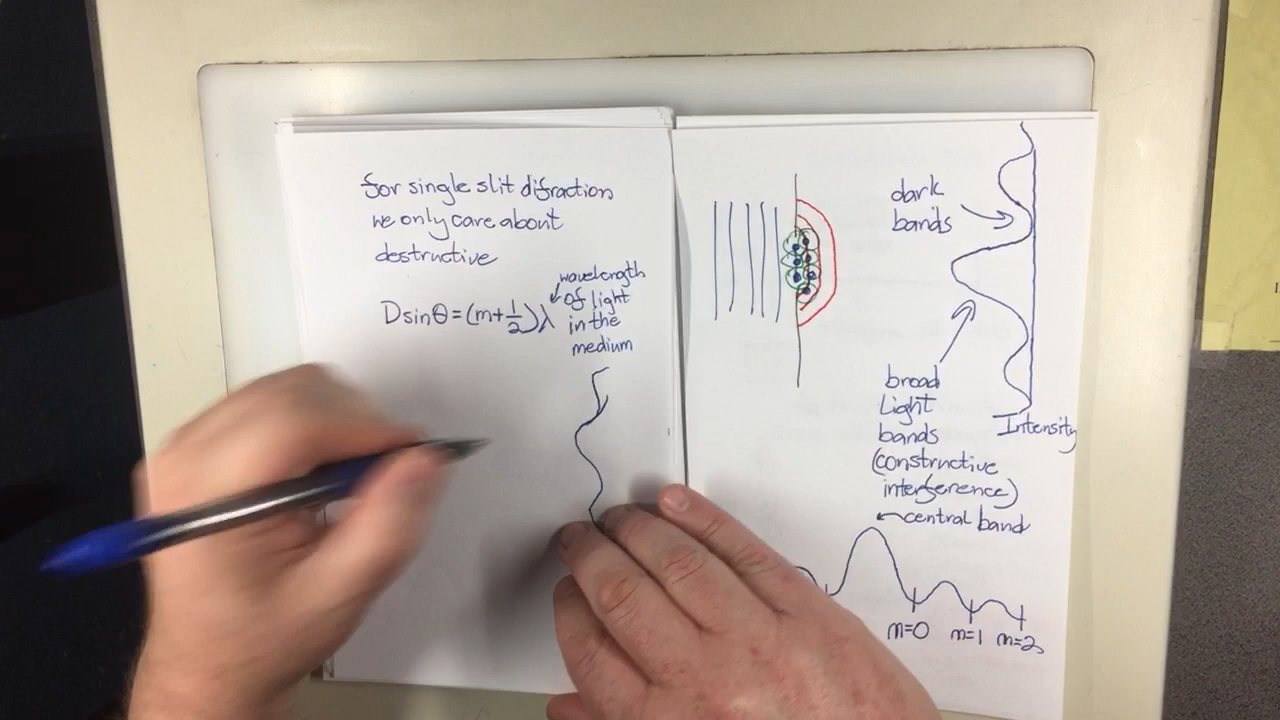 for single slit difraction
we only care about
destructive
Dsinθ=(m+1/2)λ
wavelength
of light
in the
medium
dark
bands
broad
Light
bands
(constructive
interference)
Intensity
central band
m=0 m=1 m=2